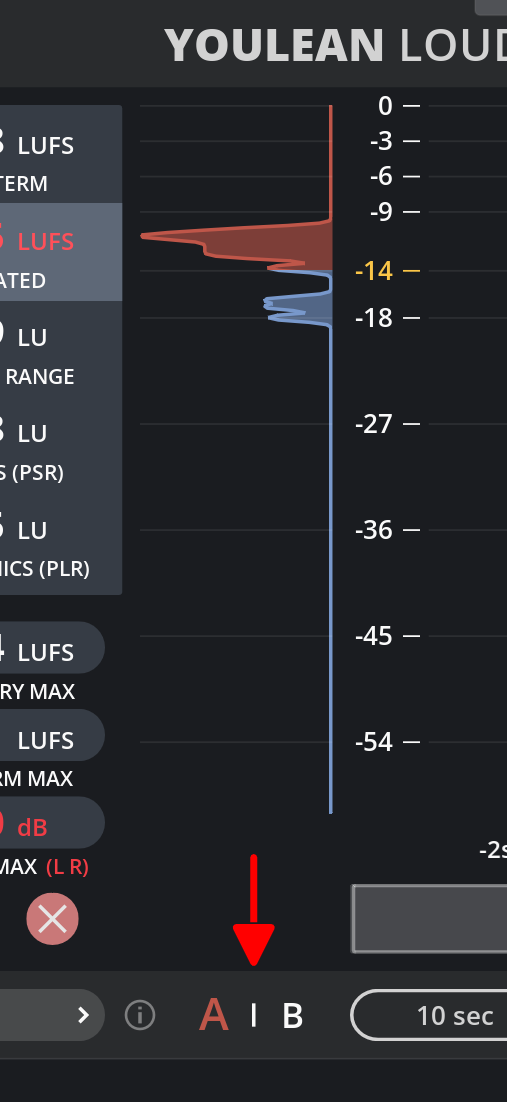 YOULEAN LOUD
LUFS
TERM
LUFS
ATED
LU
RANGE
LU
S (PSR)
LU
ICS (PLR)
LUFS
RY MAX
LUFS
RM MAX
dB
MAX (L R)
0
-3
-6
-9
-14
-18
-27
-36
-45
-54
-2s
A | B
10 sec